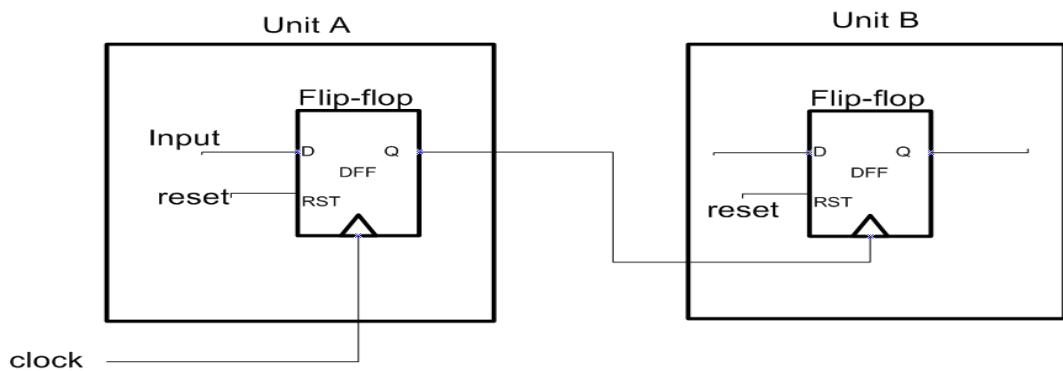 Unit A
Unit B
Flip-flop
Flip-flop
Input
D
Q
DFF
reset
RST
D
Q
DFF
reset
RST
clock